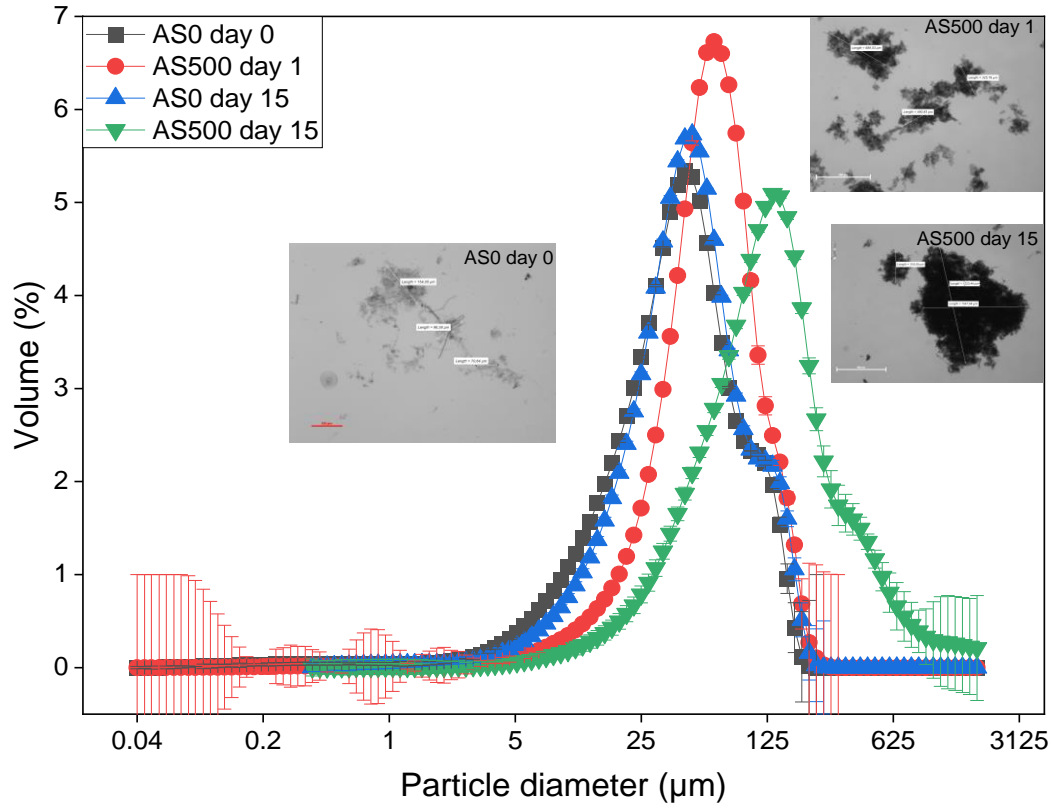 7
6
5
4
3
2
1
0
Volume (%)
AS0 day 0
AS500 day 1
AS0 day 15
AS500 day 15
AS500 day 1
AS500 day 15
AS0 day 0
0.04 0.2 1 5 25 125 625 3125
Particle diameter (µm)